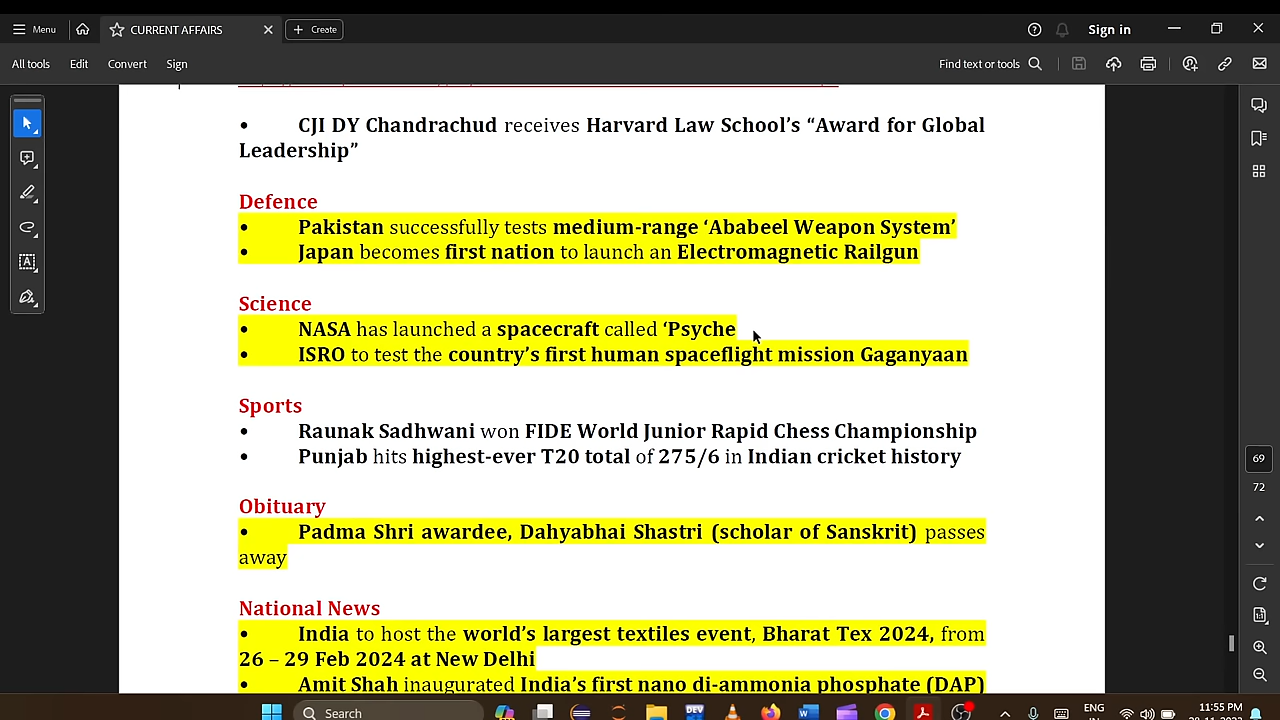 Menu
CURRENT AFFAIRS
Create
Sign in
All tools Edit Convert Sign
Find text or tools
• CJI DY Chandrachud receives Harvard Law School’s “Award for Global
Leadership”
Defence
• Pakistan successfully tests medium-range ‘Ababeel Weapon System’
• Japan becomes first nation to launch an Electromagnetic Railgun
Science
• NASA has launched a spacecraft called ‘Psyche
• ISRO to test the country’s first human spaceflight mission Gaganyaan
Sports
• Raunak Sadhwani won FIDE World Junior Rapid Chess Championship
• Punjab hits highest-ever T20 total of 275/6 in Indian cricket history
Obituary
• Padma Shri awardee, Dahyabhai Shastri (scholar of Sanskrit) passes
away
National News
• India to host the world’s largest textiles event, Bharat Tex 2024, from
26 – 29 Feb 2024 at New Delhi
• Amit Shah inaugurated India’s first nano di-ammonia phosphate (DAP)
69
72
Search
DEV
ENG
11:55 PM